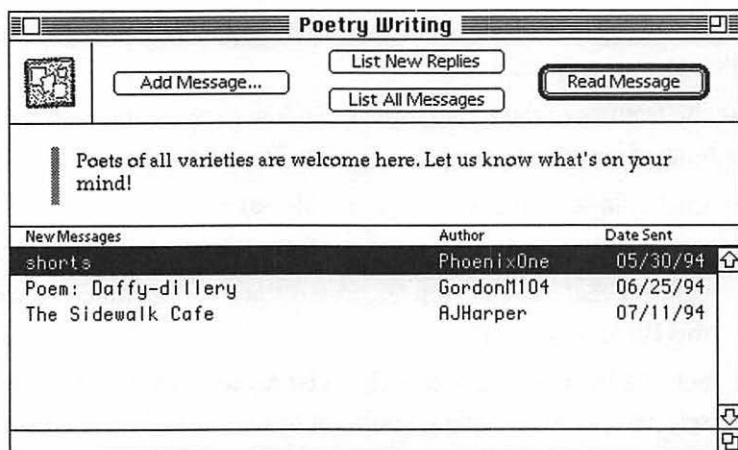 Poetry Writing
Add Message...
List New Replies
List All Messages
Read Message
Poets of all varieties are welcome here. Let us know what's on your
mind!
New Messages Author Date Sent
shorts PhoenixOne 05/30/94
Poem: Daffy-dillery GordonM104 06/25/94
The Sidewalk Cafe AJHarper 07/11/94